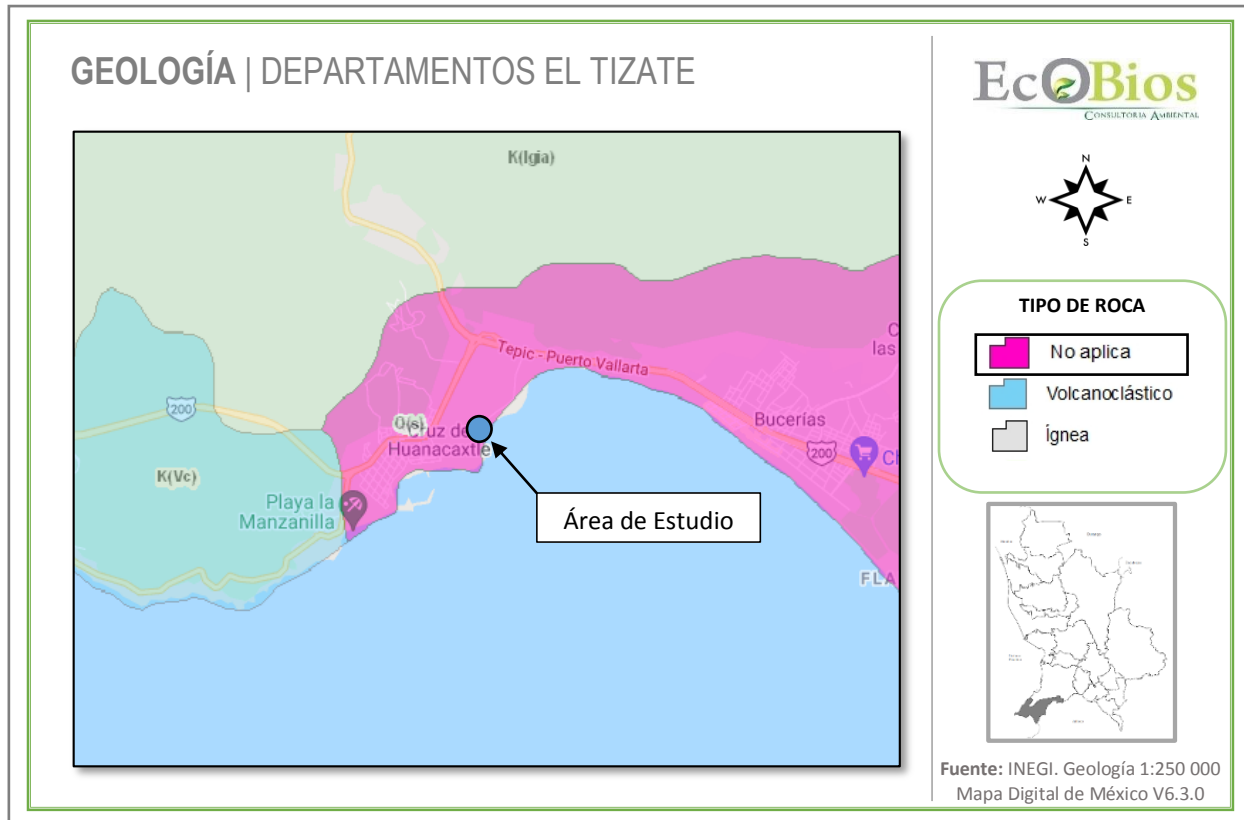 GEOLOGÍA | DEPARTAMENTOS EL TIZATE
EcOBios
CONSULTORIA AMBIENTAL
N
W
E
S
K(Igia)
Tepic - Puerto Vallarta
C
las
200
Q(s)
Cruz de
Huanacaxtle
Bucerías
200
Ch
K(Vc)
Playa la
Manzanilla
Área de Estudio
FLA
TIPO DE ROCA
No aplica
Volcanoclástico
Ígnea
Fuente: INEGI. Geología 1:250 000
Mapa Digital de México V6.3.0